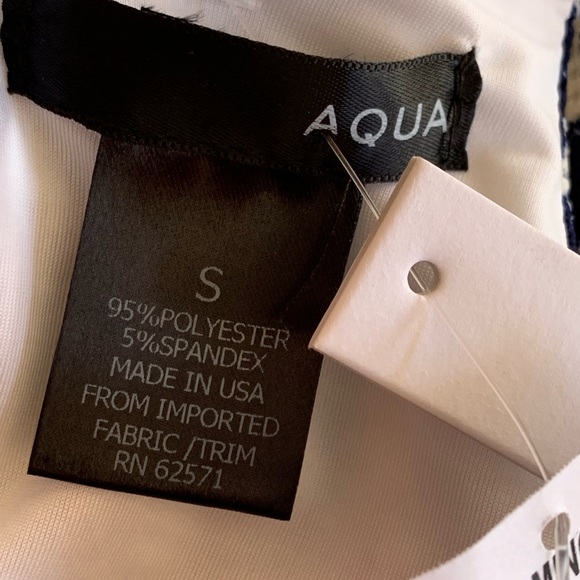 AQUA
S
95%POLYESTER
5%SPANDEX
MADE IN USA
FROM IMPORTED
FABRIC /TRIM
RN 62571